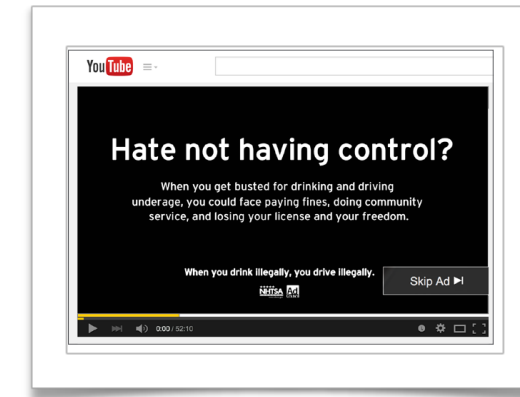 YouTube
Hate not having control?
When you get busted for drinking and driving
underage, you could face paying fines, doing community
service, and losing your license and your freedom.
When you drink illegally, you drive illegally.
Skip Ad
NHTSA Ad
0:00 / 52:10